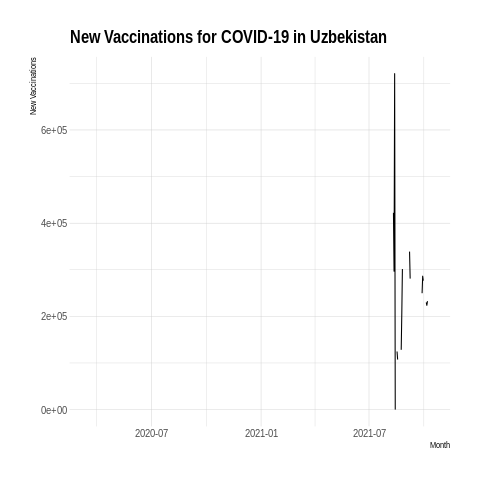 New Vaccinations for COVID-19 in Uzbekistan
New Vaccinations
6e+05
4e+05
2e+05
0e+00
2020-07
2021-01
2021-07
Month